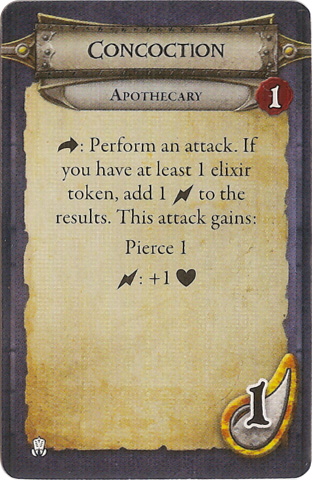 CONCOCTION
APOTHECARY
1
: Perform an attack. If
you have at least 1 elixir
token, add 1 to the
results. This attack gains:
Pierce 1
: +1
1